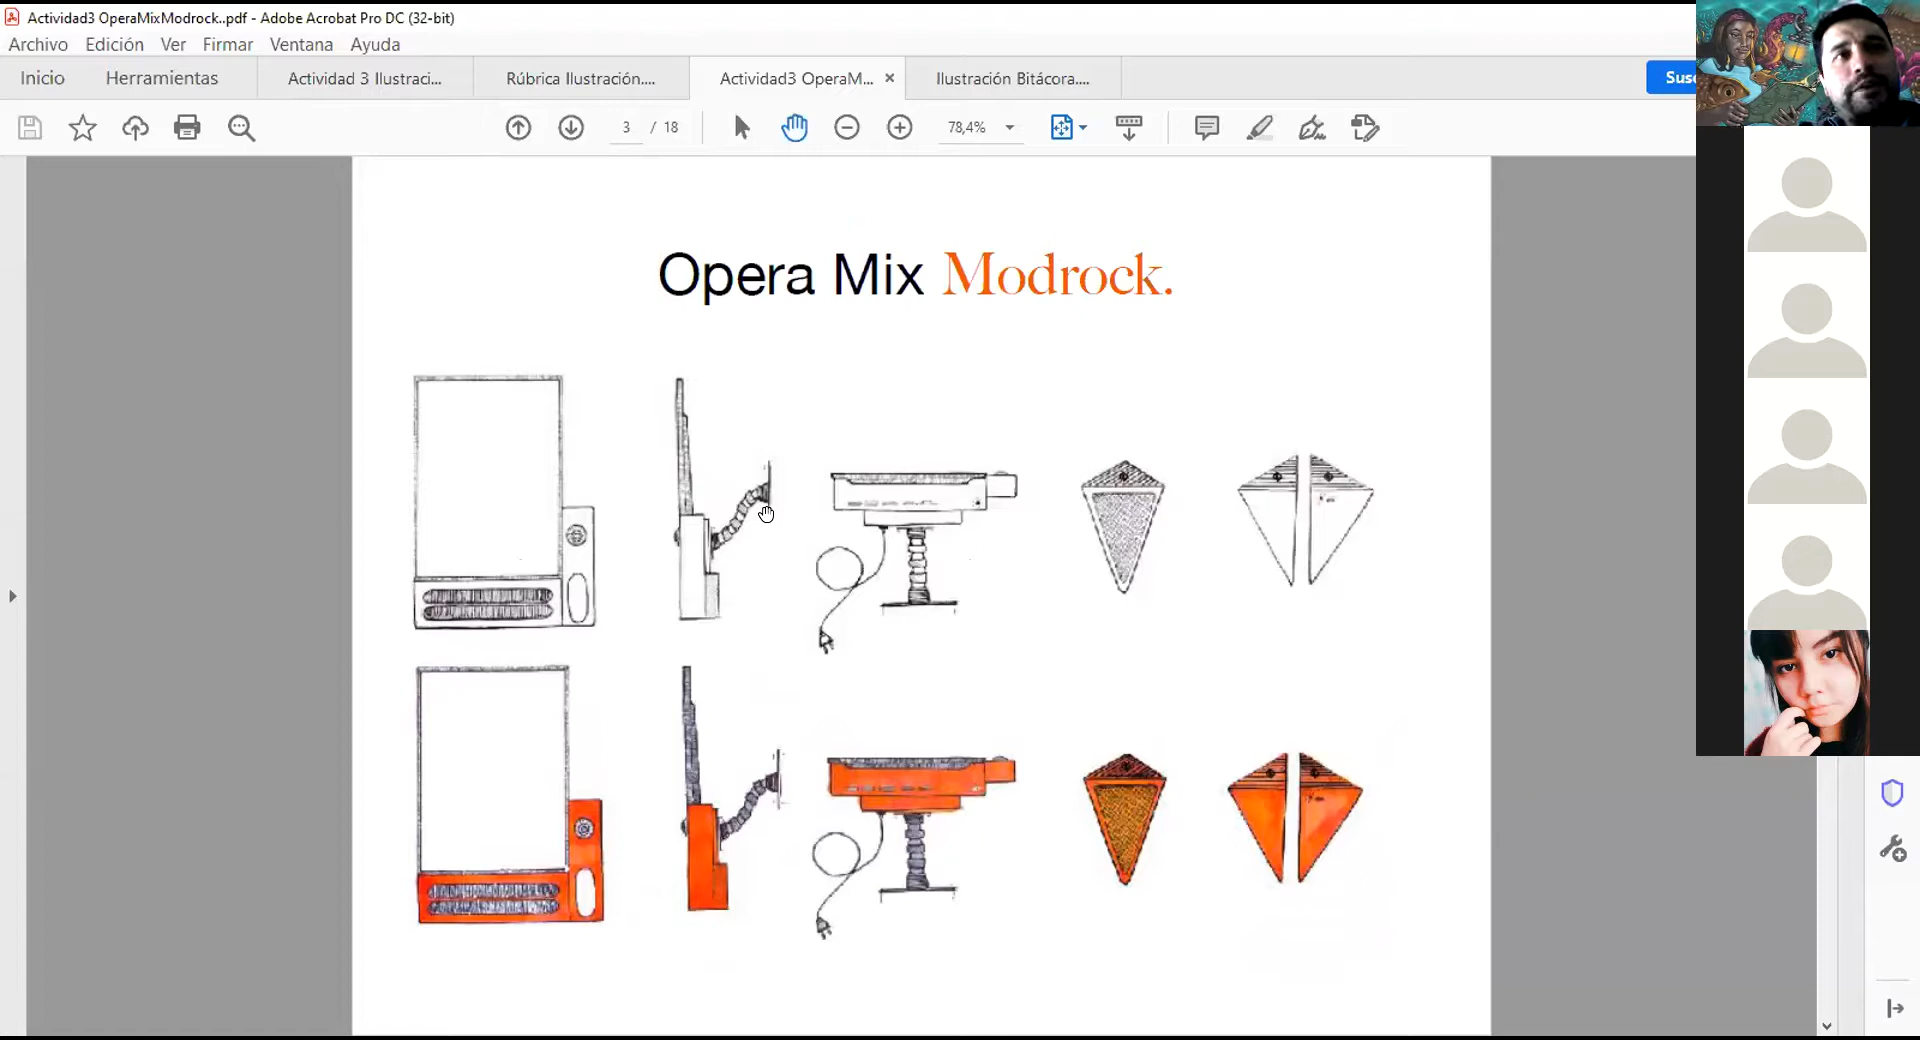 Actividad3 OperaMixModrock..pdf - Adobe Acrobat Pro DC (32-bit)
Archivo Edición Ver Firmar Ventana Ayuda
Inicio Herramientas Actividad 3 Ilustraci... Rúbrica Ilustración.... Actividad3 OperaM... × Ilustración Bitácora.... Sus
3 / 18 78,4%
Opera Mix Modrock.